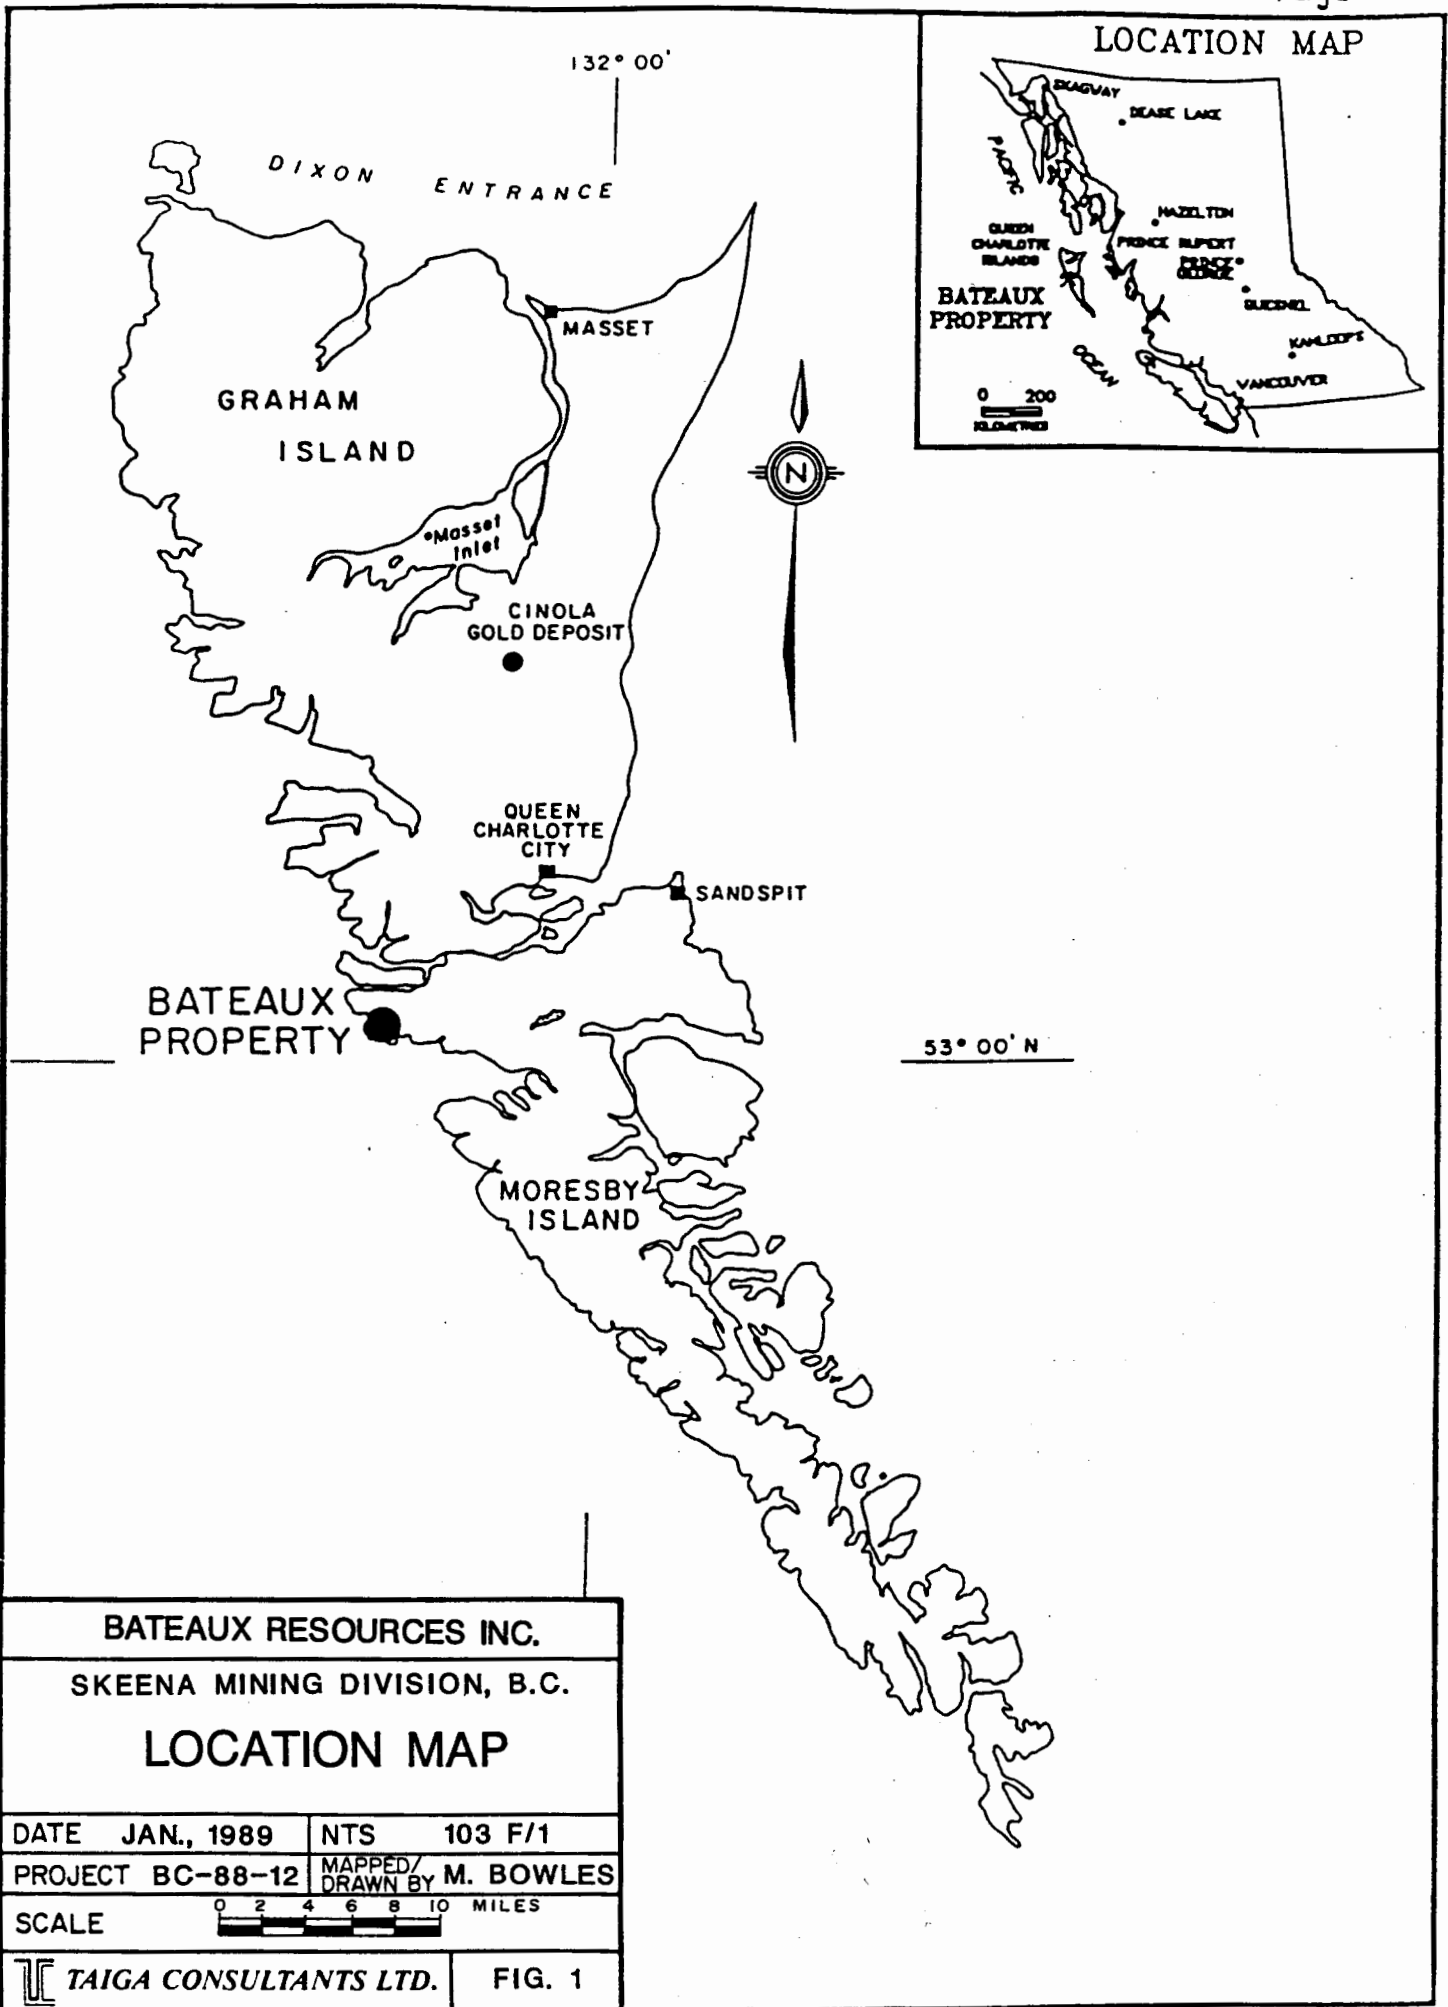 LOCATION MAP
SKAGWAY
DEASE LAKE
PACIFIC
HAZELTON
QUEEN
CHARLOTTE
ISLANDS
PRINCE RUPERT
PRINCE
GEORGE
BATEAUX
PROPERTY
QUESNEL
KAMLOOPS
OCEAN
VANCOUVER
0 200
KILOMETRES
132° 00'
DIXON ENTRANCE
MASSET
GRAHAM
ISLAND
N
Masset
Inlet
CINOLA
GOLD DEPOSIT
QUEEN
CHARLOTTE
CITY
SANDSPIT
BATEAUX
PROPERTY
53° 00' N
MORESBY
ISLAND
BATEAUX RESOURCES INC.
SKEENA MINING DIVISION, B.C.
LOCATION MAP
DATE JAN., 1989 NTS 103 F/1
PROJECT BC-88-12 MAPPED/
DRAWN BY M. BOWLES
SCALE 0 2 4 6 8 10 MILES
TAIGA CONSULTANTS LTD. FIG. 1